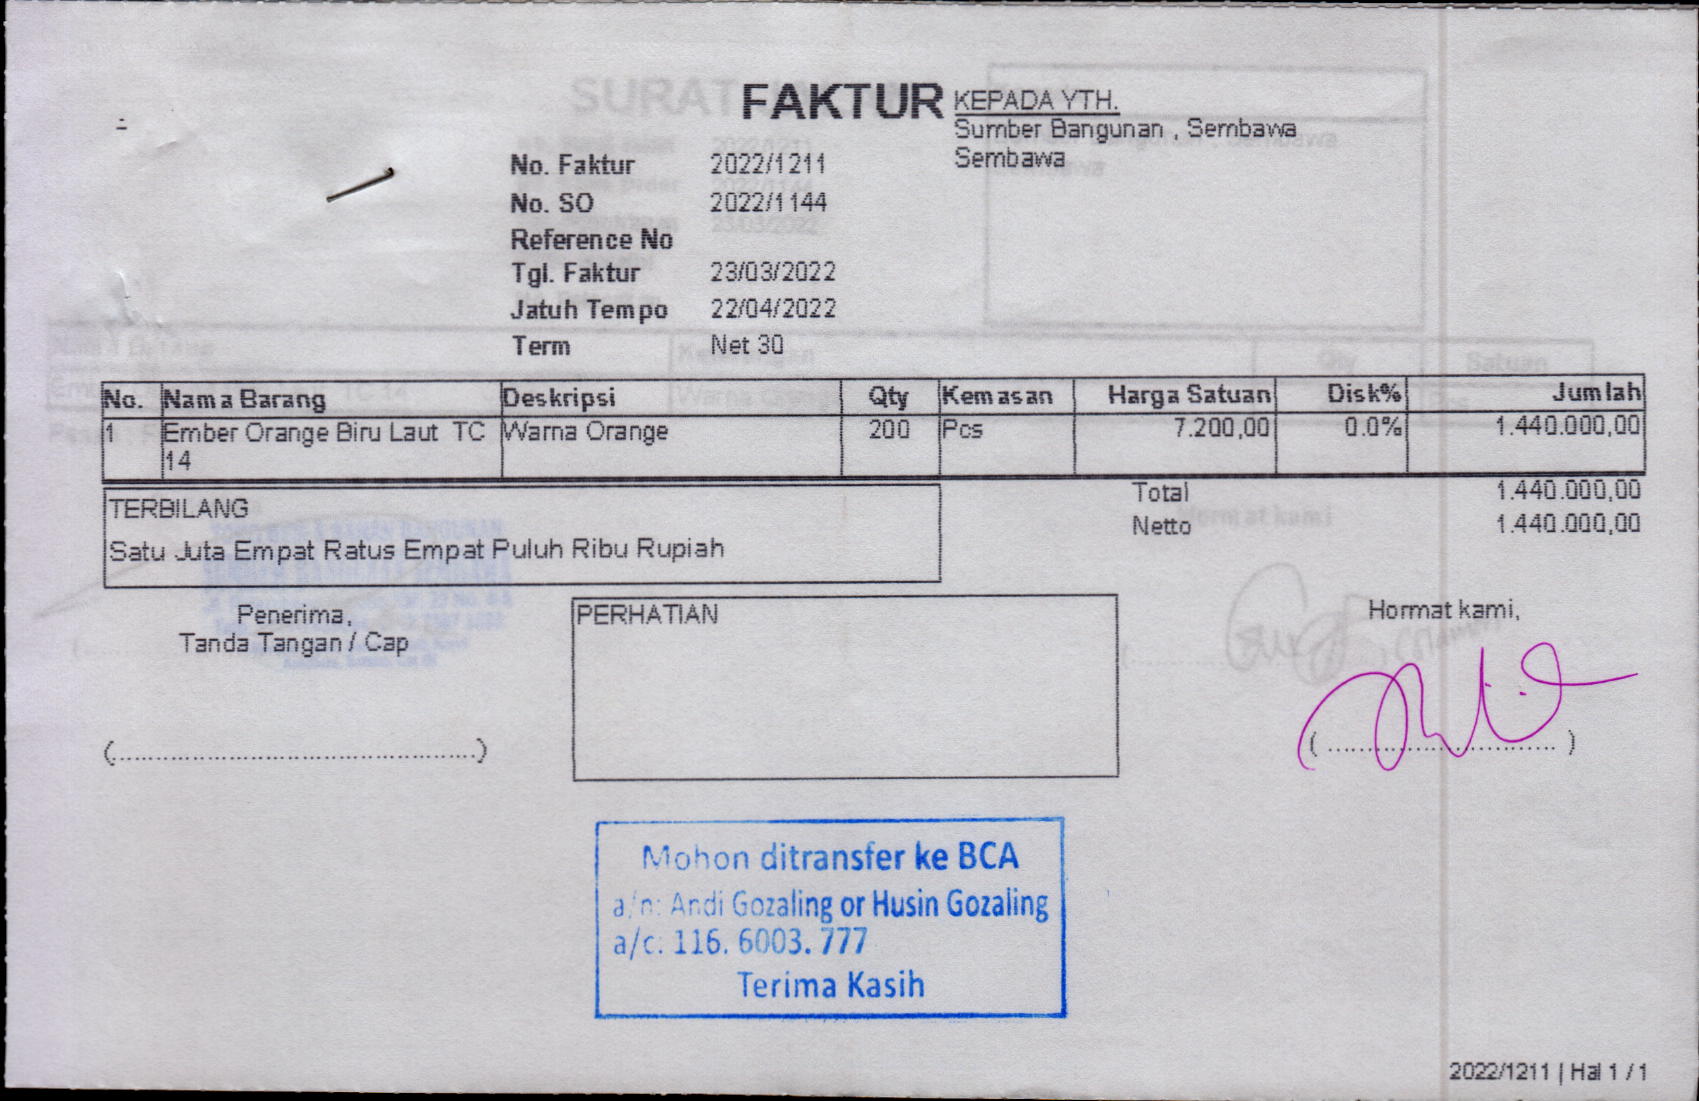 FAKTUR
KEPADA YTH.
Sumber Bangunan , Sembawa
Sembawa
No. Faktur 2022/1211
No. SO 2022/1144
Reference No
Tgl. Faktur 23/03/2022
Jatuh Tempo 22/04/2022
Term Net 30
No. Nama Barang Deskripsi Qty Kemasan Harga Satuan Disk% Jumlah
1 Ember Orange Biru Laut TC Warna Orange 200 Pcs 7.200,00 0.0% 1.440.000,00
14
Total 1.440.000,00
Netto 1.440.000,00
TERBILANG
Satu Juta Empat Ratus Empat Puluh Ribu Rupiah
Penerima,
Tanda Tangan / Cap
(................................................)
PERHATIAN
Hormat kami,
( .............................. )
Mohon ditransfer ke BCA
a/n: Andi Gozaling or Husin Gozaling
a/c. 116. 6003. 777
Terima Kasih
2022/1211 | Hal 1 / 1